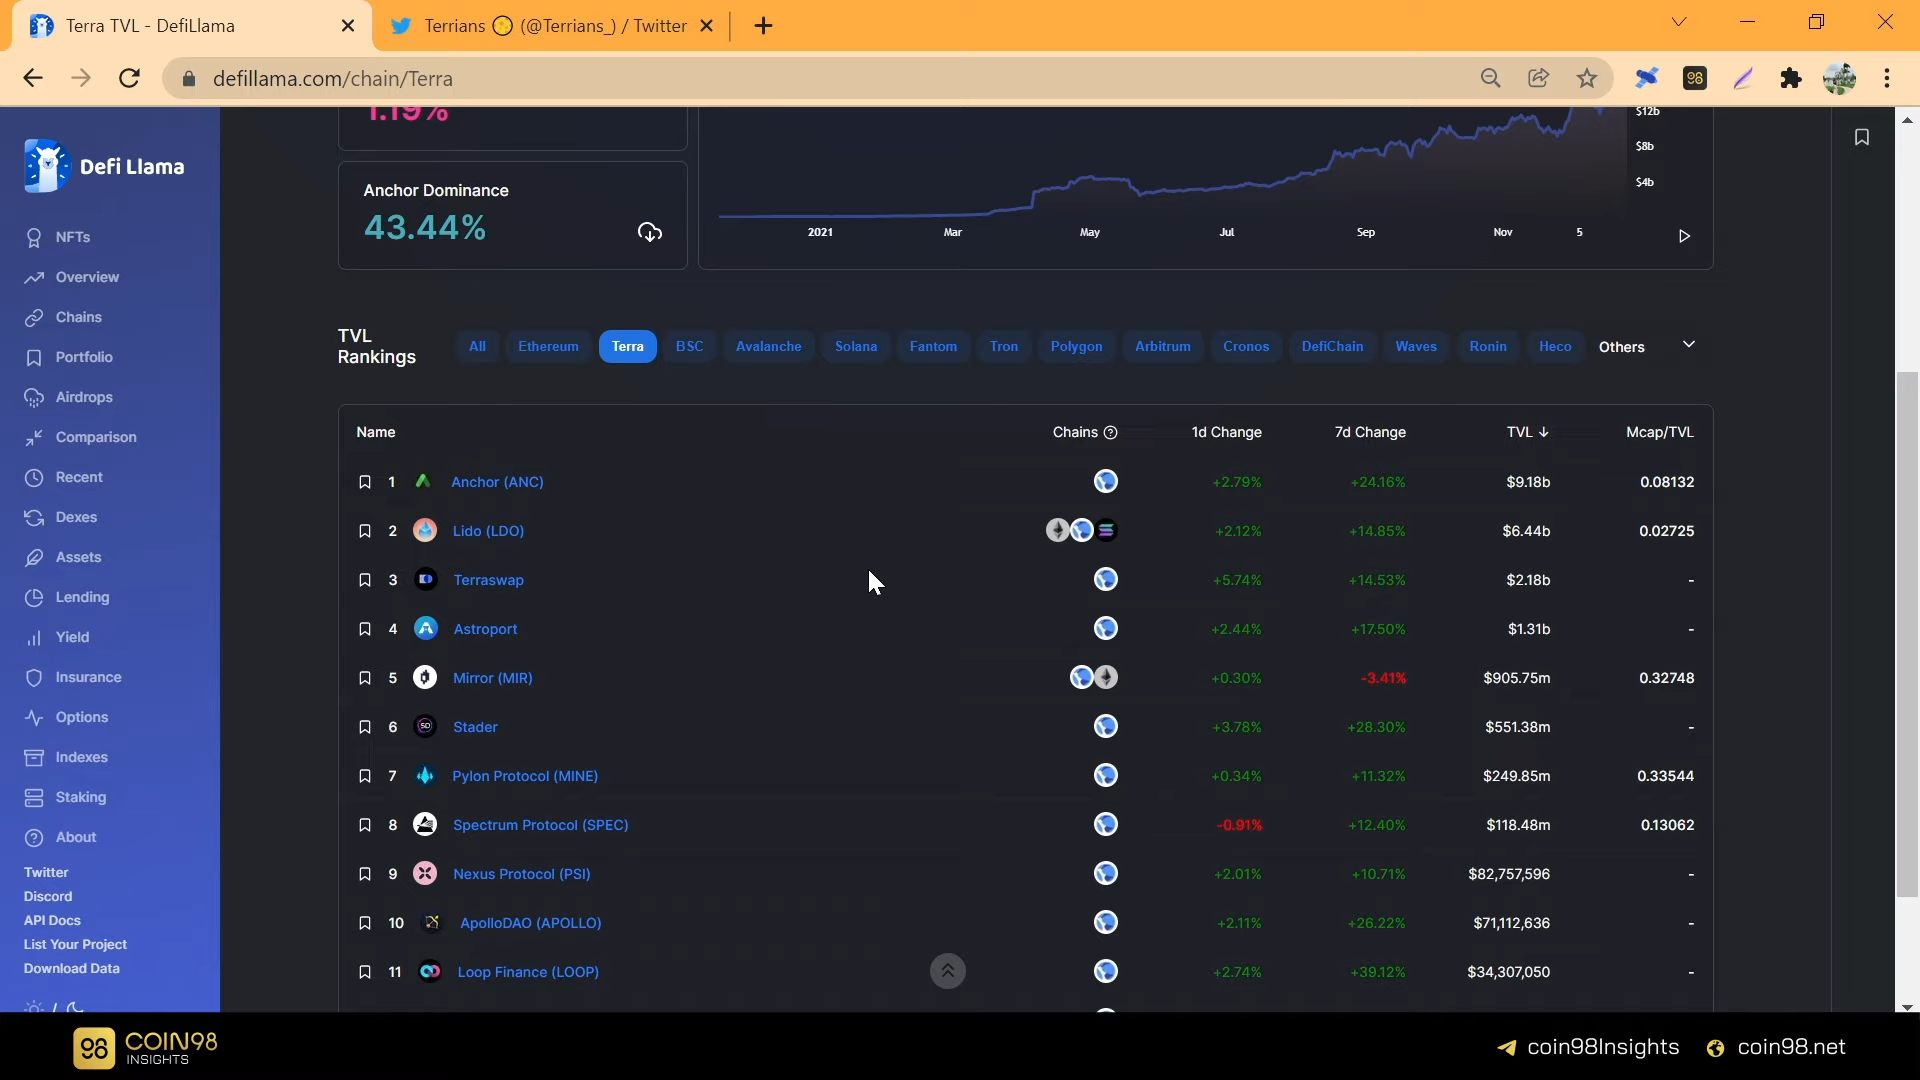 Terra TVL - DefiLlama
Terrians (@Terrians_) / Twitter
defillama.com/chain/Terra
Defi Llama
NFTs
Overview
Chains
Portfolio
Airdrops
Comparison
Recent
Dexes
Assets
Lending
Yield
Insurance
Options
Indexes
Staking
About
Twitter
Discord
API Docs
List Your Project
Download Data
1.19%
Anchor Dominance
43.44%
$12b
$8b
$4b
2021 Mar May Jul Sep Nov 5
TVL Rankings
All Ethereum Terra BSC Avalanche Solana Fantom Tron Polygon Arbitrum Cronos DefiChain Waves Ronin Heco Others
Name Chains 1d Change 7d Change TVL ↓ Mcap/TVL
1 Anchor (ANC) +2.79% +24.16% $9.18b 0.08132
2 Lido (LDO) +2.12% +14.85% $6.44b 0.02725
3 Terraswap +5.74% +14.53% $2.18b -
4 Astroport +2.44% +17.50% $1.31b -
5 Mirror (MIR) +0.30% -3.41% $905.75m 0.32748
6 Stader +3.78% +28.30% $551.38m -
7 Pylon Protocol (MINE) +0.34% +11.32% $249.85m 0.33544
8 Spectrum Protocol (SPEC) -0.91% +12.40% $118.48m 0.13062
9 Nexus Protocol (PSI) +2.01% +10.71% $82,757,596 -
10 ApolloDAO (APOLLO) +2.11% +26.22% $71,112,636 -
11 Loop Finance (LOOP) +2.74% +39.12% $34,307,050 -
98 COIN98
INSIGHTS
coin98Insights
coin98.net